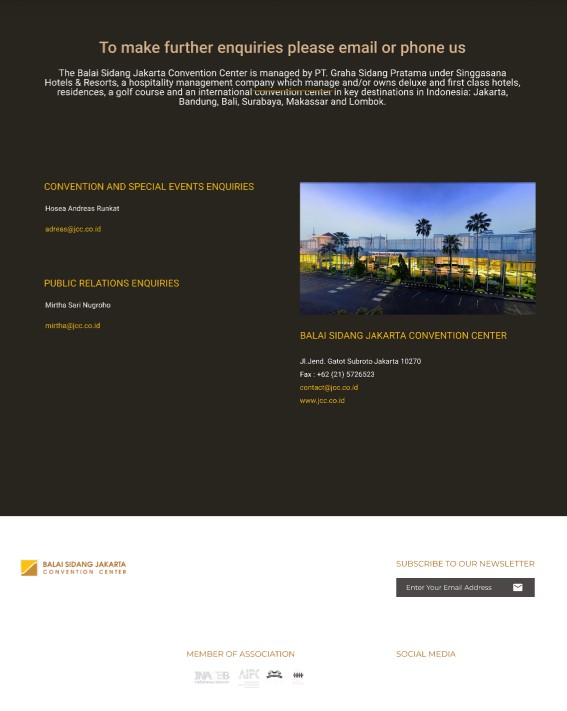 To make further enquiries please email or phone us
The Balai Sidang Jakarta Convention Center is managed by PT. Graha Sidang Pratama under Singgasana
Hotels & Resorts, a hospitality management company which manage and/or owns deluxe and first class hotels,
residences, a golf course and an international convention center in key destinations in Indonesia: Jakarta,
Bandung, Bali, Surabaya, Makassar and Lombok.
CONVENTION AND SPECIAL EVENTS ENQUIRIES
Hosea Andreas Runkat
adreas@jcc.co.id
PUBLIC RELATIONS ENQUIRIES
Mirtha Sari Nugroho
mirtha@jcc.co.id
BALAI SIDANG JAKARTA CONVENTION CENTER
Jl.Jend. Gatot Subroto Jakarta 10270
Fax : +62 (21) 5726523
contact@jcc.co.id
www.jcc.co.id
BALAI SIDANG JAKARTA
CONVENTION CENTER
SUBSCRIBE TO OUR NEWSLETTER
Enter Your Email Address
MEMBER OF ASSOCIATION
SOCIAL MEDIA